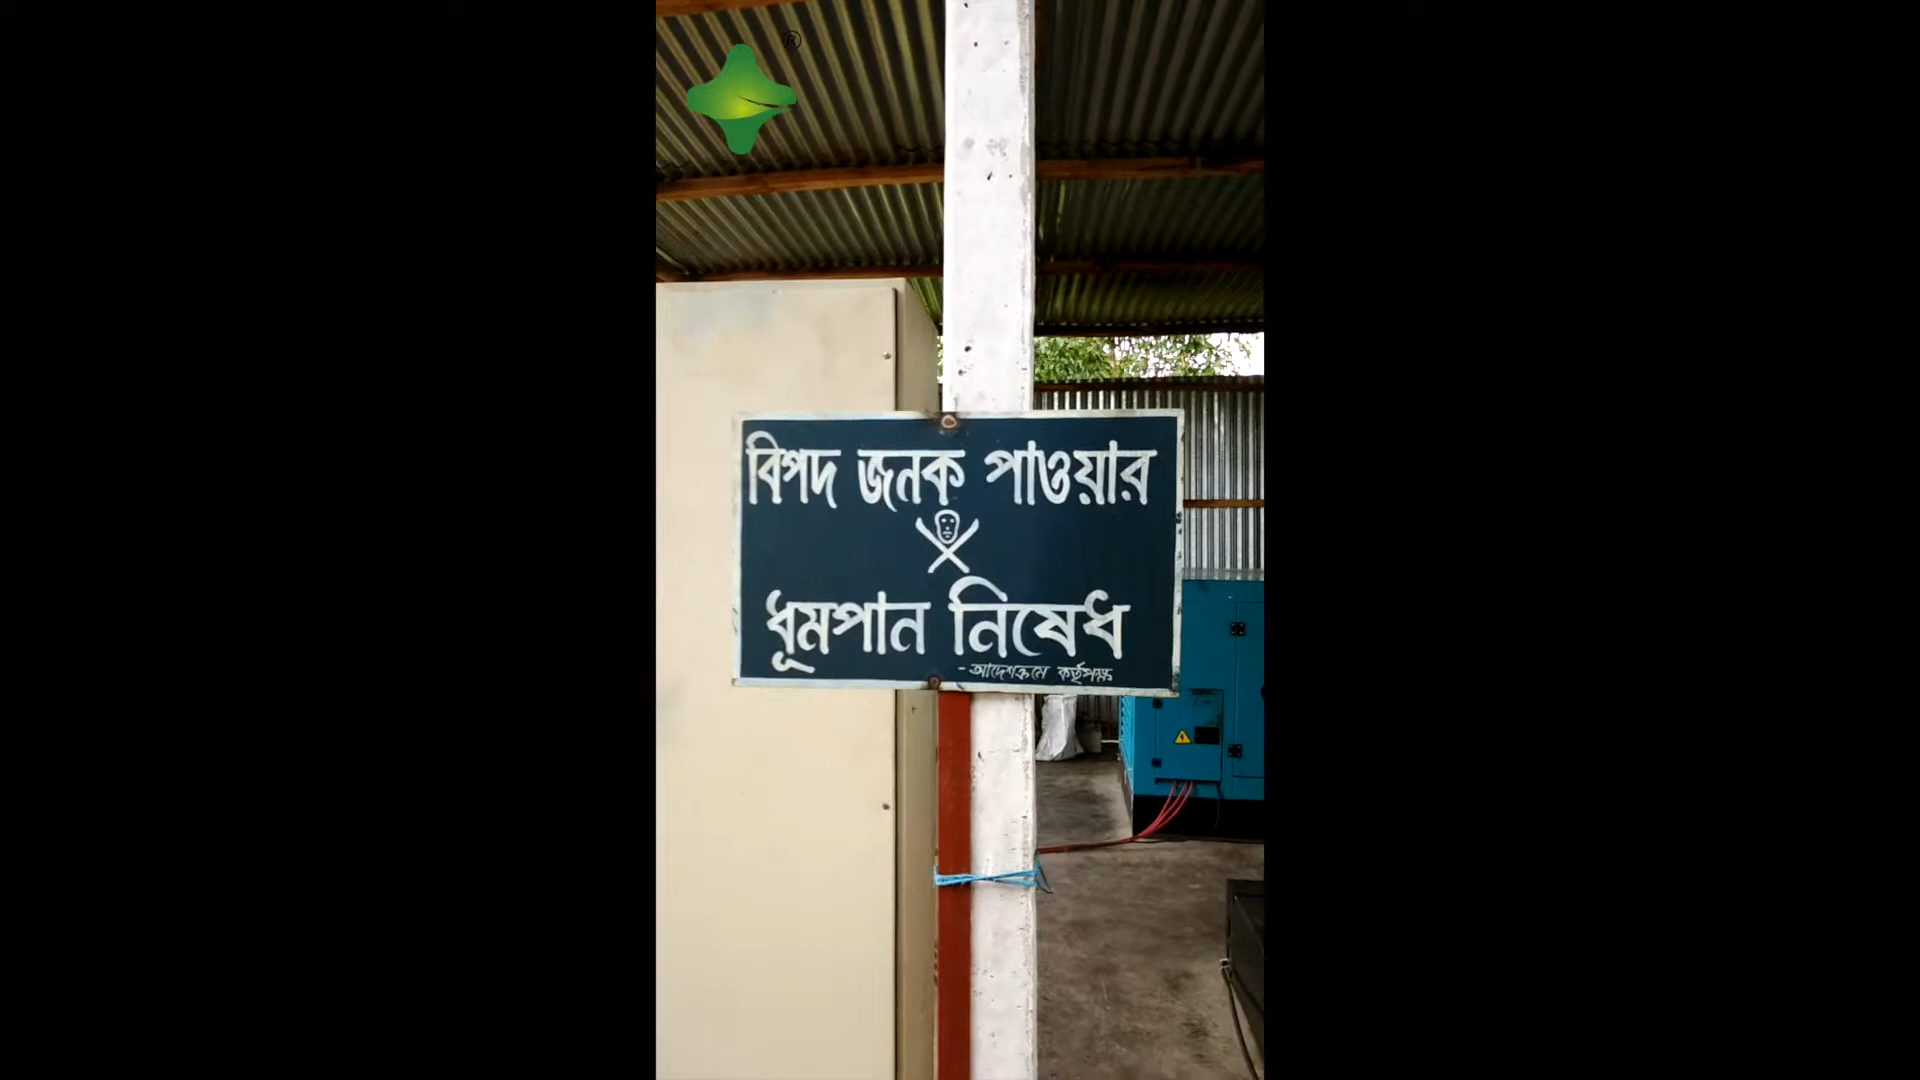 ®
বিপদ জনক পাওয়ার
ধূমপান নিষেধ
- আদেশক্রমে কর্তৃপক্ষ